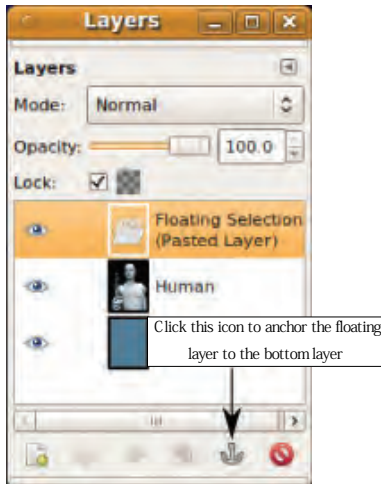 Layers
Layers
Mode: Normal
Opacity: 100.0
Lock:
Floating Selection
(Pasted Layer)
Human
Click this icon to anchor the floating
layer to the bottom layer